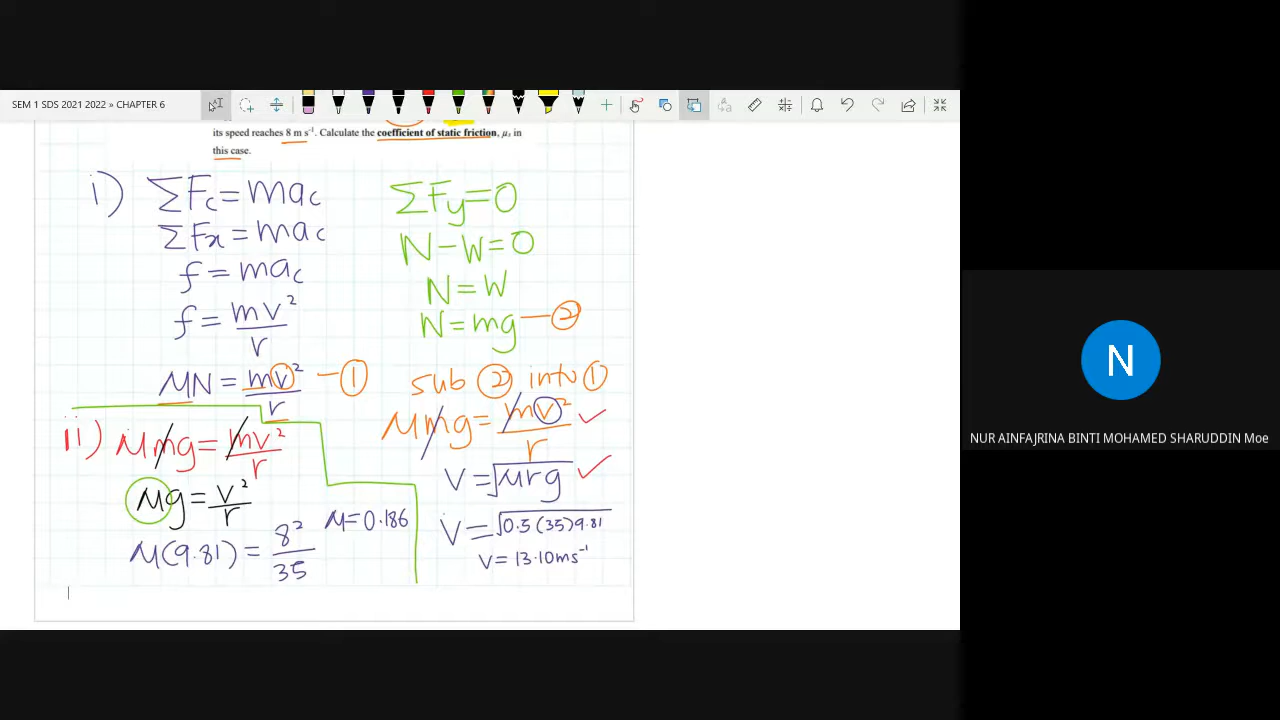 SEM 1 SDS 2021 2022 » CHAPTER 6
its speed reaches 8 m s⁻¹. Calculate the coefficient of static friction, μs in
this case.
i) ΣFc = mac
ΣFx = mac
f = mac
f = mv²/r
μN = mv²/r — ①
ΣFy = 0
N − W = 0
N = W
N = mg — ②
sub ② into ①
μmg = mv²/r ✓
V = √μrg ✓
V = √0.5(35)9.81
V = 13.10ms⁻¹
ii) μmg = mv²/r
μg = v²/r
μ(9.81) = 8²/35
μ = 0.186
N
NUR AINFAJRINA BINTI MOHAMED SHARUDDIN Moe